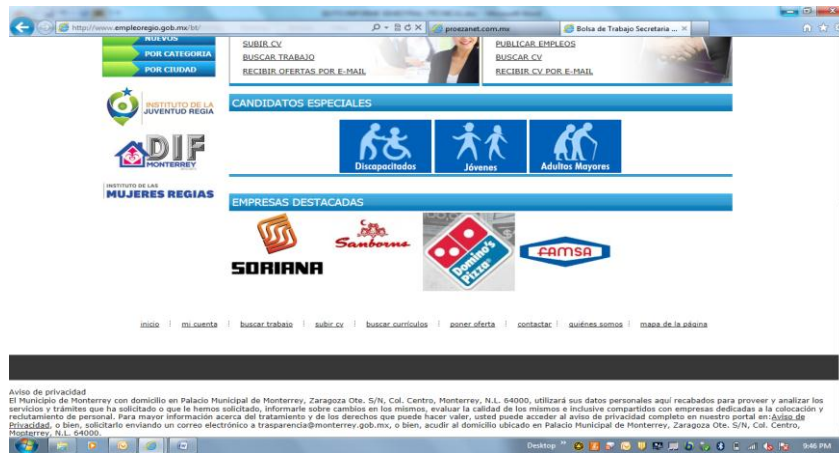 http://www.empleoregio.gob.mx/bt/
proezanet.com.mx
Bolsa de Trabajo Secretaria ...
NUEVOS
POR CATEGORIA
POR CIUDAD
SUBIR CV
BUSCAR TRABAJO
RECIBIR OFERTAS POR E-MAIL
PUBLICAR EMPLEOS
BUSCAR CV
RECIBIR CV POR E-MAIL
INSTITUTO DE LA
JUVENTUD REGIA
DIF
MONTERREY
INSTITUTO DE LAS
MUJERES REGIAS
CANDIDATOS ESPECIALES
Discapacitados
Jóvenes
Adultos Mayores
EMPRESAS DESTACADAS
SORIANA
Sanborns
Domino's
Pizza
FAMSA
inicio | mi cuenta | buscar trabajo | subir cv | buscar currículos | poner oferta | contactar | quiénes somos | mapa de la página
Aviso de privacidad
El Municipio de Monterrey con domicilio en Palacio Municipal de Monterrey, Zaragoza Ote. S/N, Col. Centro, Monterrey, N.L. 64000, utilizará sus datos personales aquí recabados para proveer y analizar los
servicios y trámites que ha solicitado o que le hemos solicitado, informarle sobre cambios en los mismos, evaluar la calidad de los mismos e inclusive compartidos con empresas dedicadas a la colocación y
reclutamiento de personal. Para mayor información acerca del tratamiento y de los derechos que puede hacer valer, usted puede acceder al aviso de privacidad completo en nuestro portal en:Aviso de
Privacidad, o bien, solicitarlo enviando un correo electrónico a trasparencia@monterrey.gob.mx, o bien, acudir al domicilio ubicado en Palacio Municipal de Monterrey, Zaragoza Ote. S/N, Col. Centro,
Monterrey, N.L. 64000.
Desktop
9:46 PM